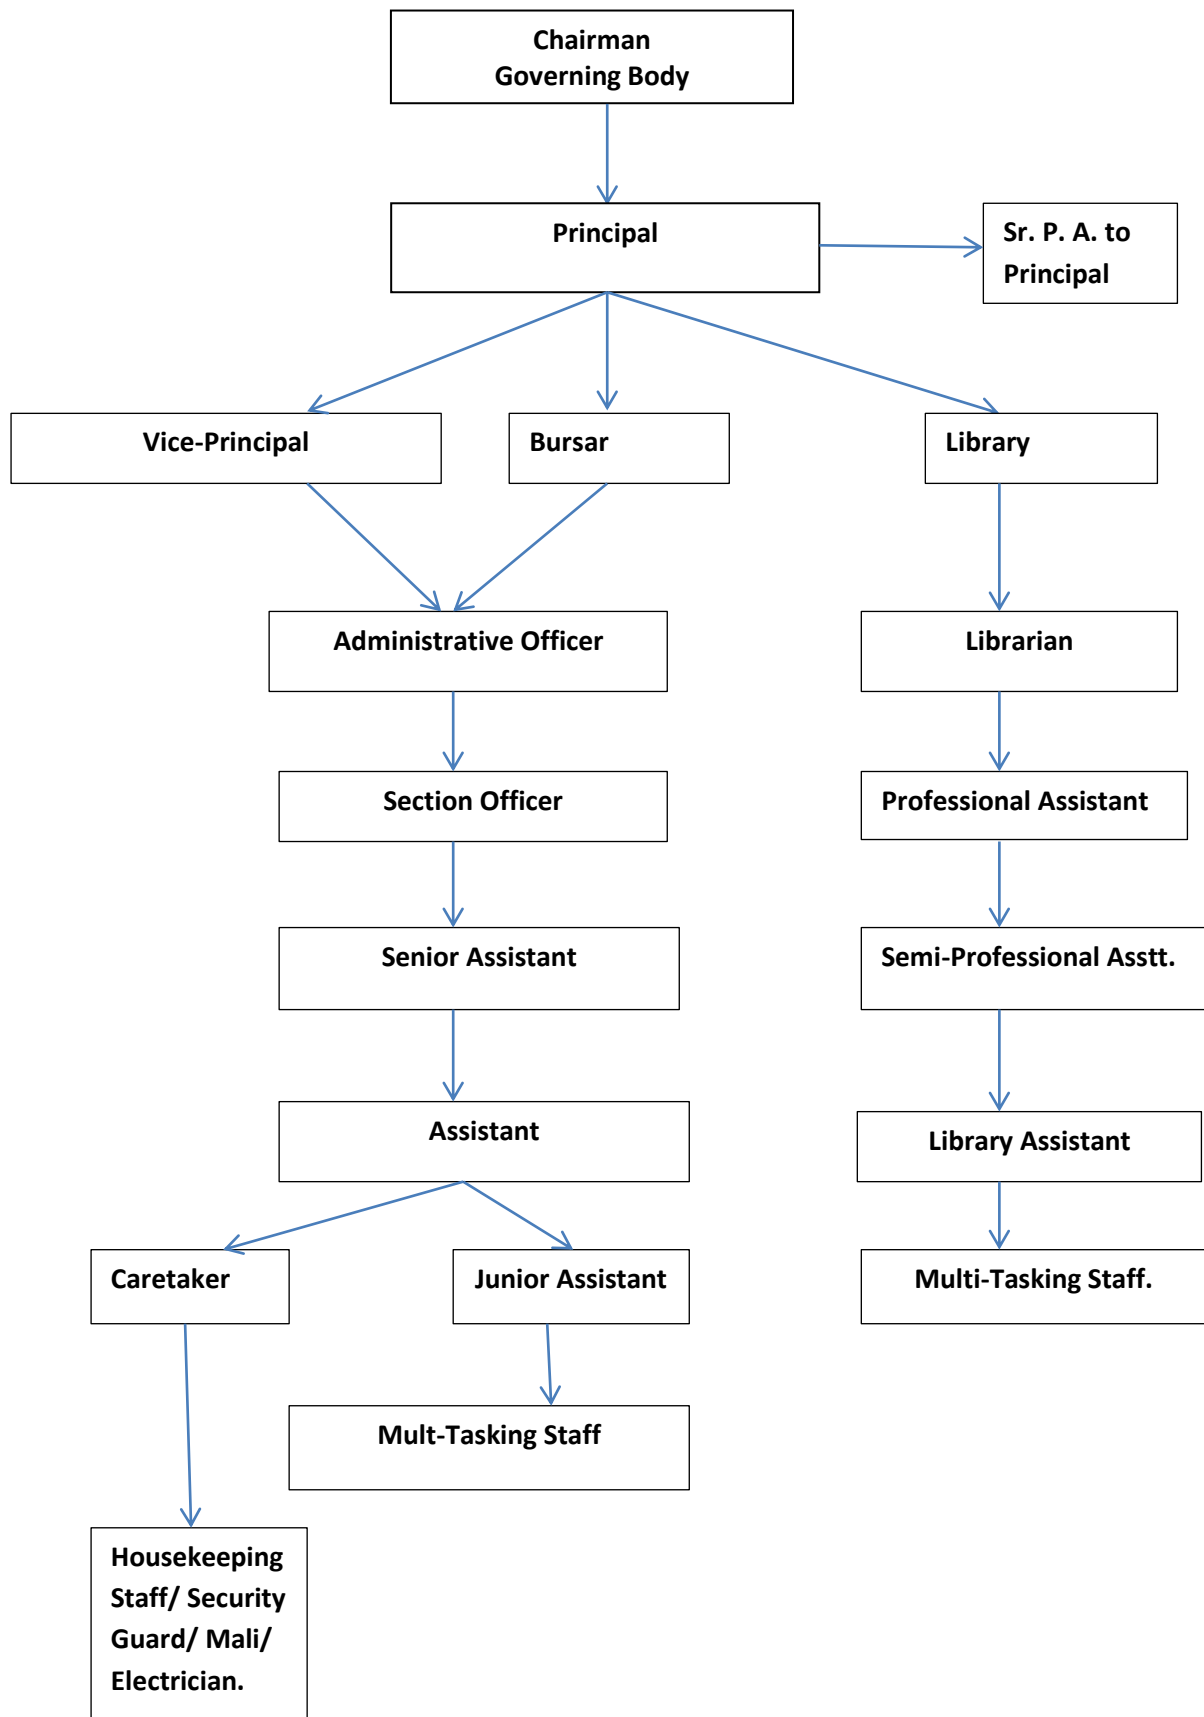 Chairman
Governing Body
Principal
Sr. P. A. to
Principal
Vice-Principal
Bursar
Library
Administrative Officer
Librarian
Section Officer
Professional Assistant
Senior Assistant
Semi-Professional Asstt.
Assistant
Library Assistant
Caretaker
Junior Assistant
Multi-Tasking Staff.
Mult-Tasking Staff
Housekeeping
Staff/ Security
Guard/ Mali/
Electrician.